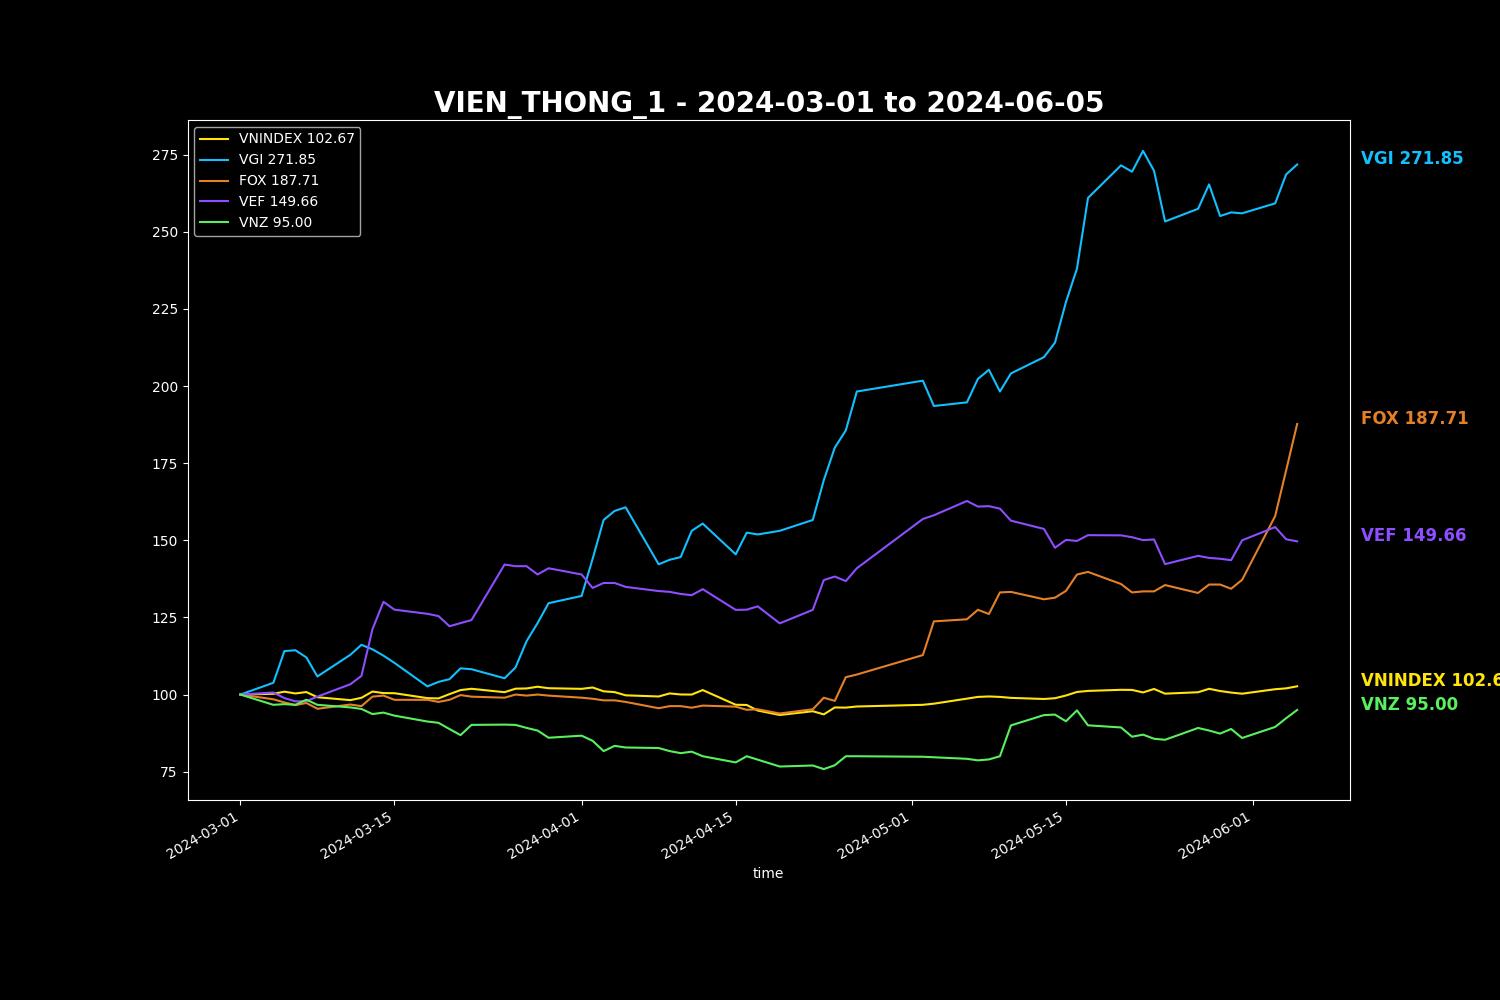 VIEN_THONG_1 - 2024-03-01 to 2024-06-05
VNINDEX 102.67
VGI 271.85
FOX 187.71
VEF 149.66
VNZ 95.00
275
250
225
200
175
150
125
100
75
VGI 271.85
FOX 187.71
VEF 149.66
VNINDEX 102.6
VNZ 95.00
2024-03-01
2024-03-15
2024-04-01
2024-04-15
2024-05-01
2024-05-15
2024-06-01
time